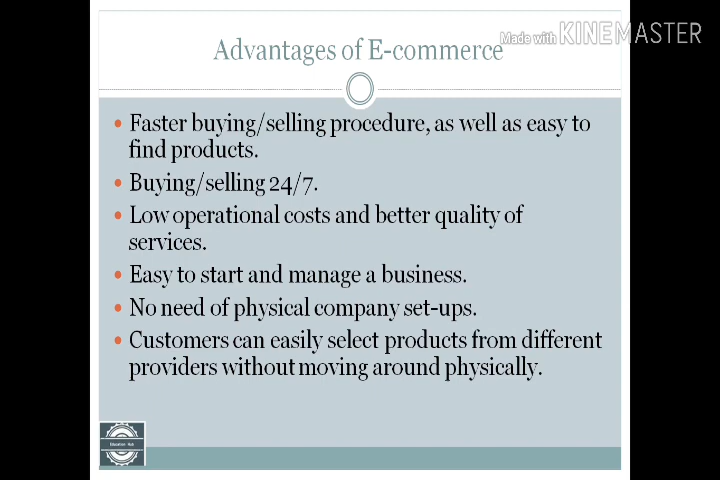 Made with KINEMASTER
Advantages of E-commerce
• Faster buying/selling procedure, as well as easy to
find products.
• Buying/selling 24/7.
• Low operational costs and better quality of
services.
• Easy to start and manage a business.
• No need of physical company set-ups.
• Customers can easily select products from different
providers without moving around physically.
Education Hub